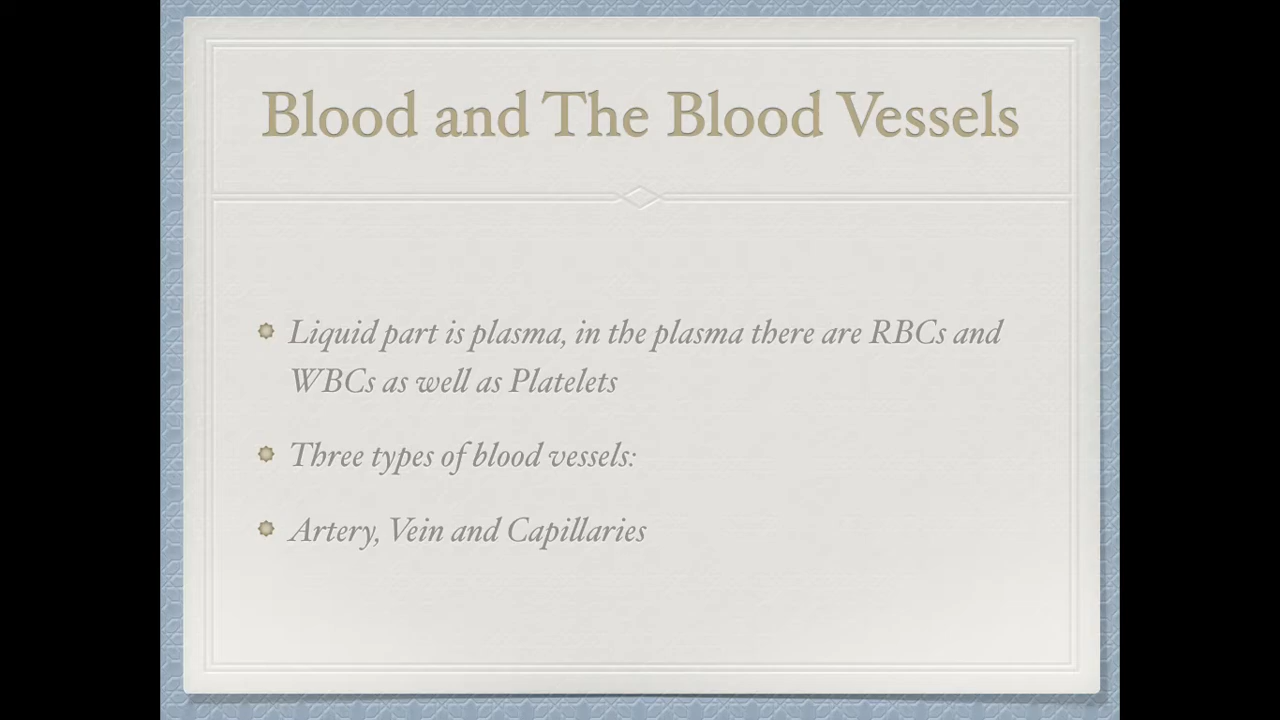 Blood and The Blood Vessels
Liquid part is plasma, in the plasma there are RBCs and
WBCs as well as Platelets
Three types of blood vessels:
Artery, Vein and Capillaries